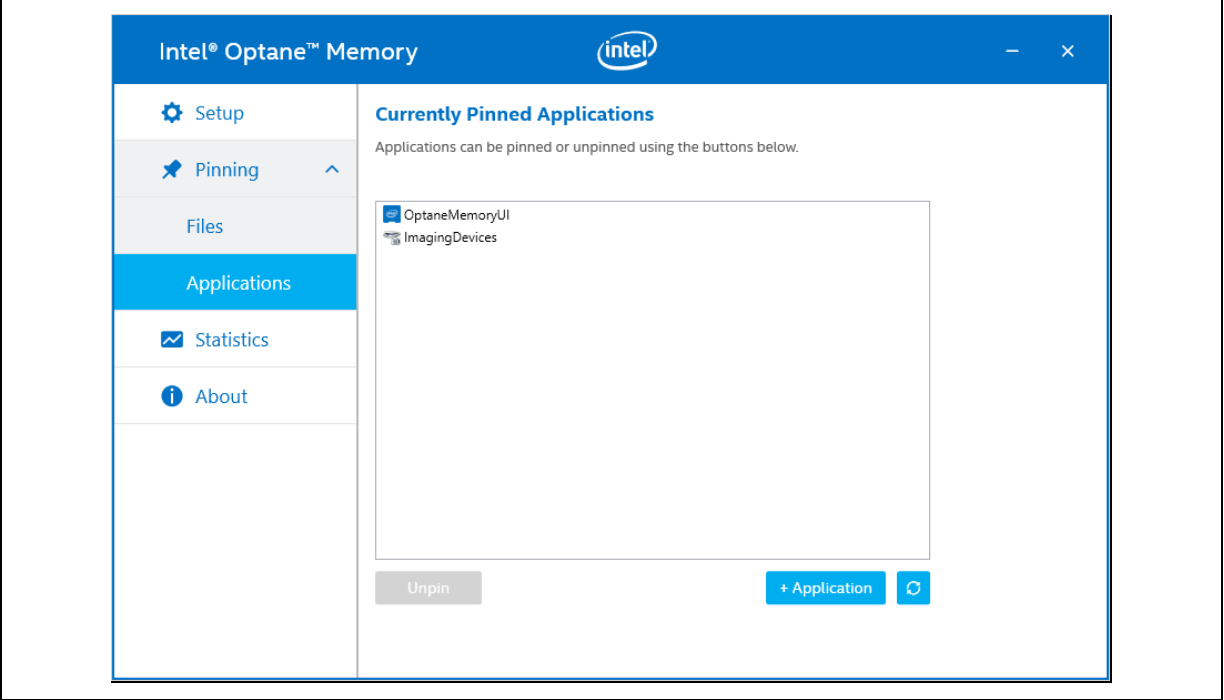 Intel® Optane™ Memory
intel
Setup
Pinning
Files
Applications
Statistics
About
Currently Pinned Applications
Applications can be pinned or unpinned using the buttons below.
OptaneMemoryUI
ImagingDevices
Unpin
+ Application